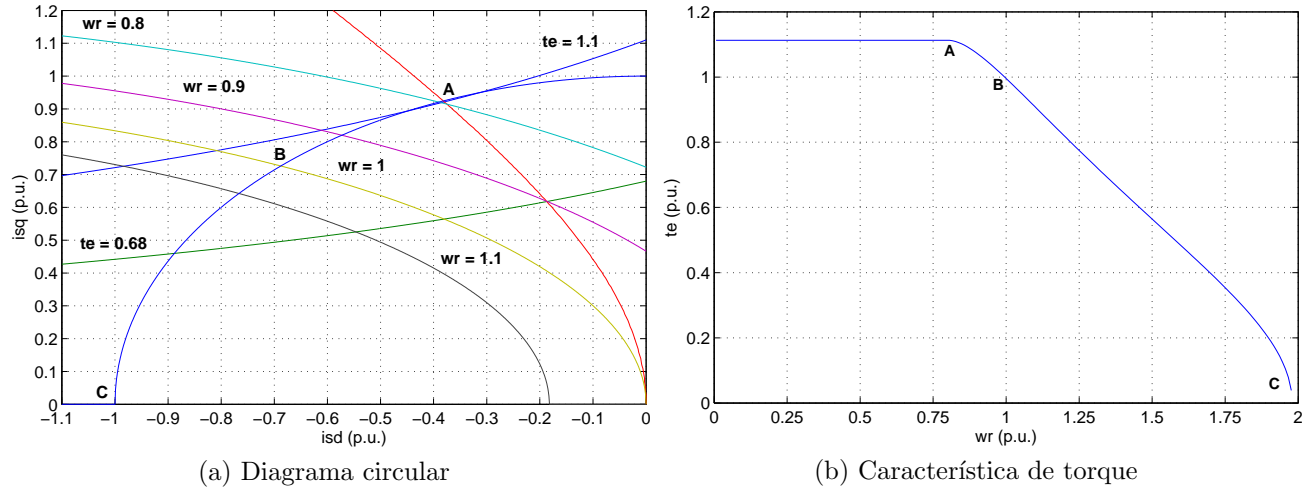 wr = 0.8
te = 1.1
wr = 0.9
A
B
wr = 1
te = 0.68
wr = 1.1
C
1.2
1.1
1
0.9
0.8
0.7
0.6
0.5
0.4
0.3
0.2
0.1
0
isq (p.u.)
−1.1 −1 −0.9 −0.8 −0.7 −0.6 −0.5 −0.4 −0.3 −0.2 −0.1 0
isd (p.u.)
(a) Diagrama circular
1.2
1
0.8
0.6
0.4
0.2
0
te (p.u.)
A
B
C
0 0.25 0.5 0.75 1 1.25 1.5 1.75 2
wr (p.u.)
(b) Característica de torque